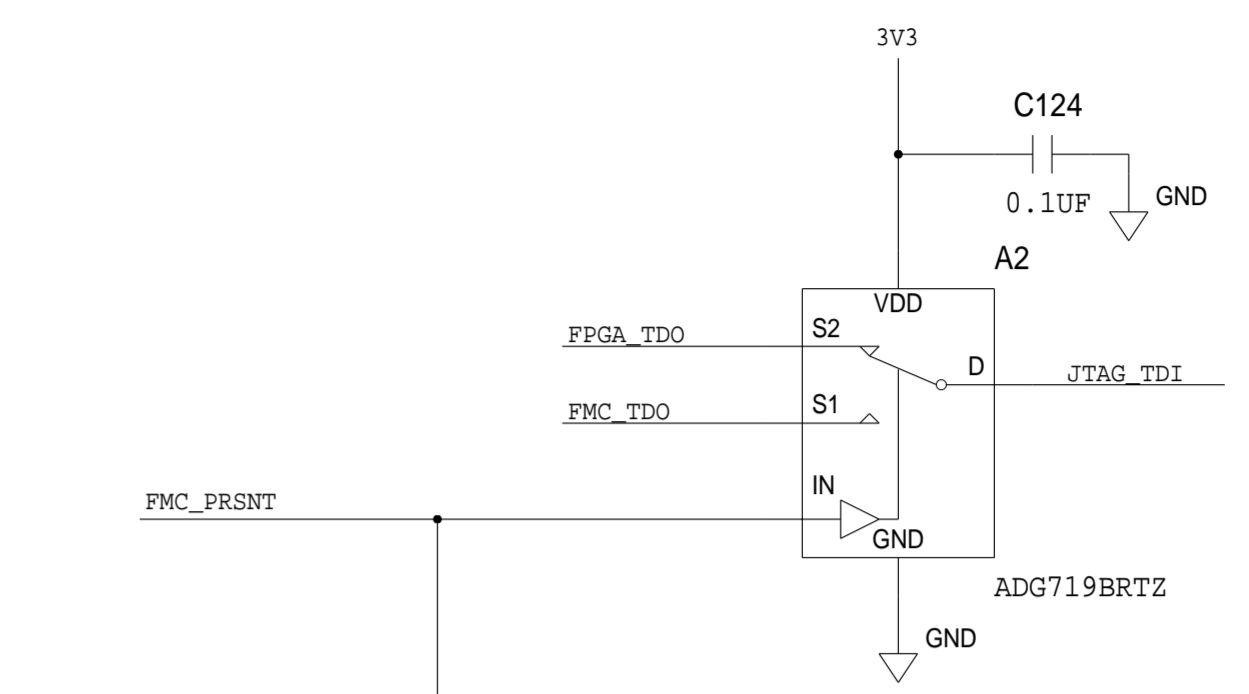 3V3
C124
0.1UF
GND
A2
VDD
FPGA_TDO
S2
D
JTAG_TDI
FMC_TDO
S1
FMC_PRSNT
IN
GND
ADG719BRTZ
GND